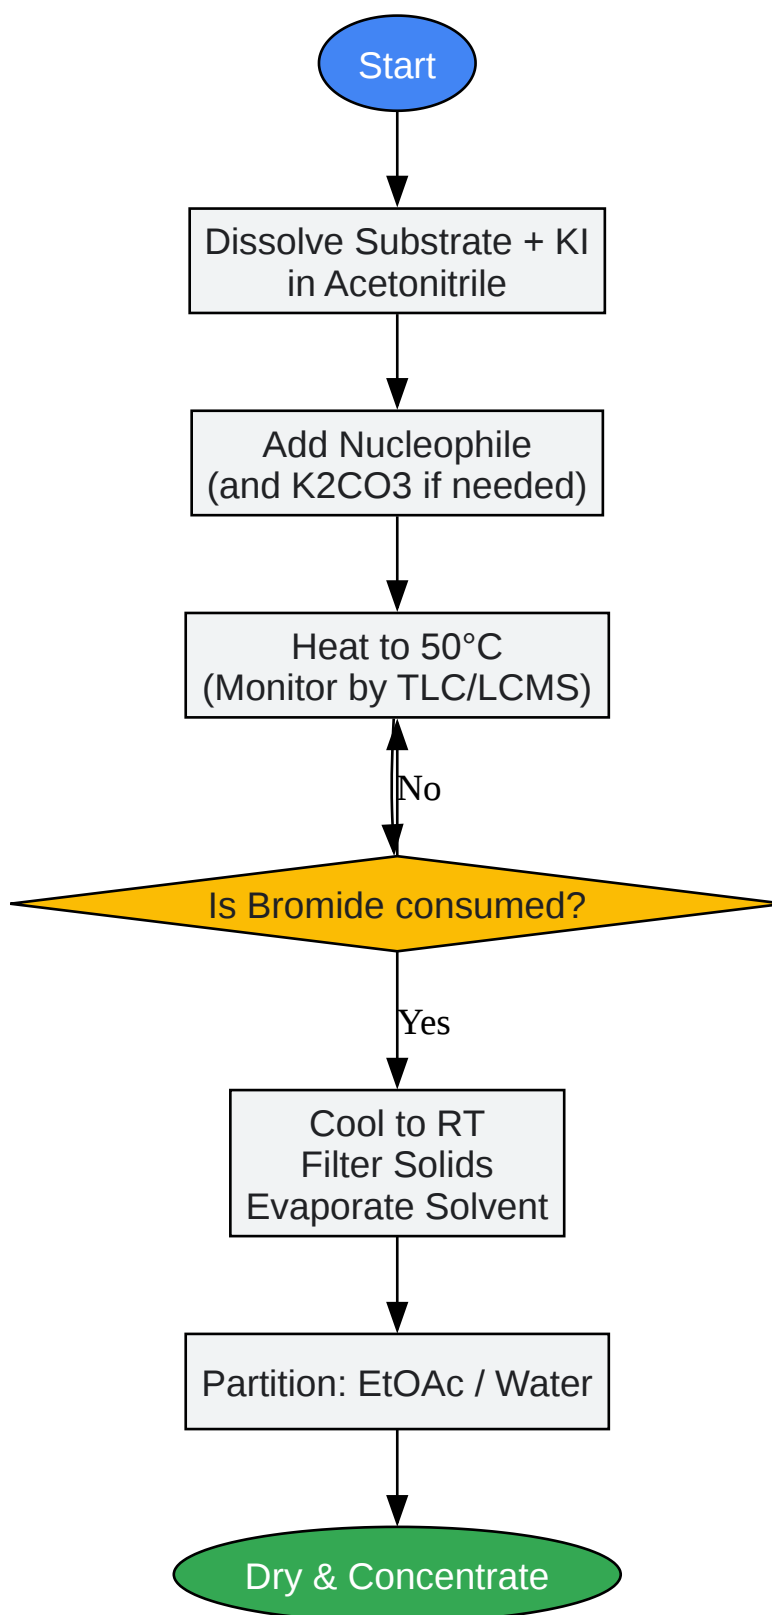 Start
Dissolve Substrate + KI
in Acetonitrile
Add Nucleophile
(and K2CO3 if needed)
Heat to 50°C
(Monitor by TLC/LCMS)
No
Is Bromide consumed?
Yes
Cool to RT
Filter Solids
Evaporate Solvent
Partition: EtOAc / Water
Dry & Concentrate